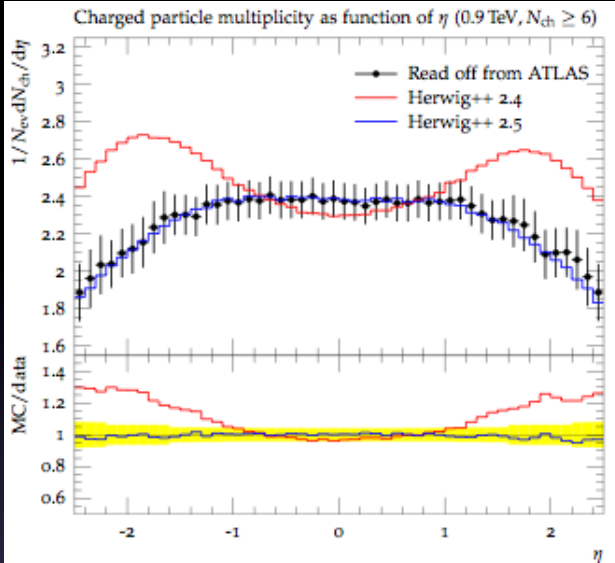 Charged particle multiplicity as function of η (0.9 TeV, N_ch ≥ 6)
1/N_ev dN_ch/dη
3.2
3
2.8
2.6
2.4
2.2
2
1.8
1.6
Read off from ATLAS
Herwig++ 2.4
Herwig++ 2.5
MC/data
1.4
1.2
1
0.8
0.6
-2 -1 0 1 2
η